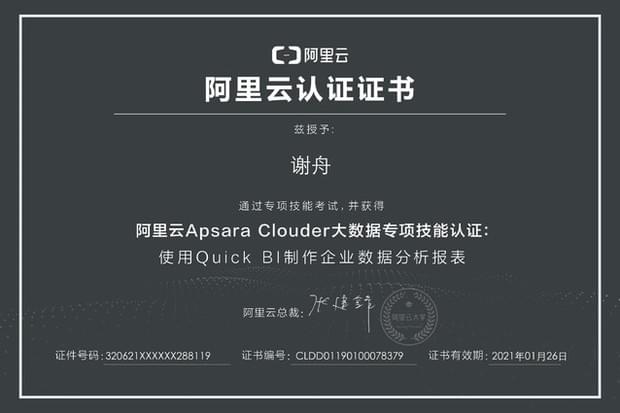 阿里云
阿里云认证证书
兹授予:
谢舟
通过专项技能考试,并获得
阿里云Apsara Clouder大数据专项技能认证:
使用Quick BI制作企业数据分析报表
阿里云总裁:
阿里云大学
证件号码: 320621XXXXXX288119 证书编号: CLDD01190100078379 证书有效期: 2021年01月26日